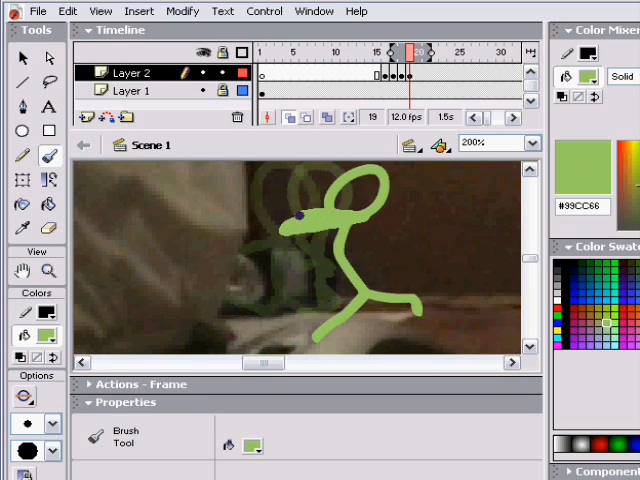 File Edit View Insert Modify Text Control Window Help
Tools
Timeline
Color Mixer
1 5 10 15 20 25 30
Layer 2
Layer 1
Solid
19 12.0 fps 1.5s
Scene 1
200%
#99CC66
View
Color Swatc
Colors
Options
Actions - Frame
Properties
Brush
Tool
Component